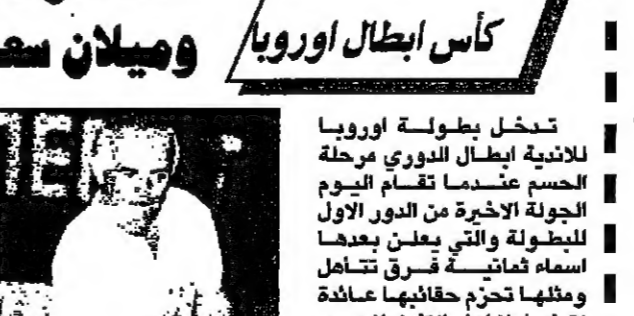 كأس ابطال اوروبا
وميلان سعـ
تدخل بطولة اوروبا
للاندية ابطال الدوري مرحلة
الحسم عندما تقام اليوم
الجولة الاخيرة من الدور الاول
للبطولة والتي يعلن بعدها
اسماء ثمانية فرق تتأهل
ومثلها تحزم حقائبها عائدة